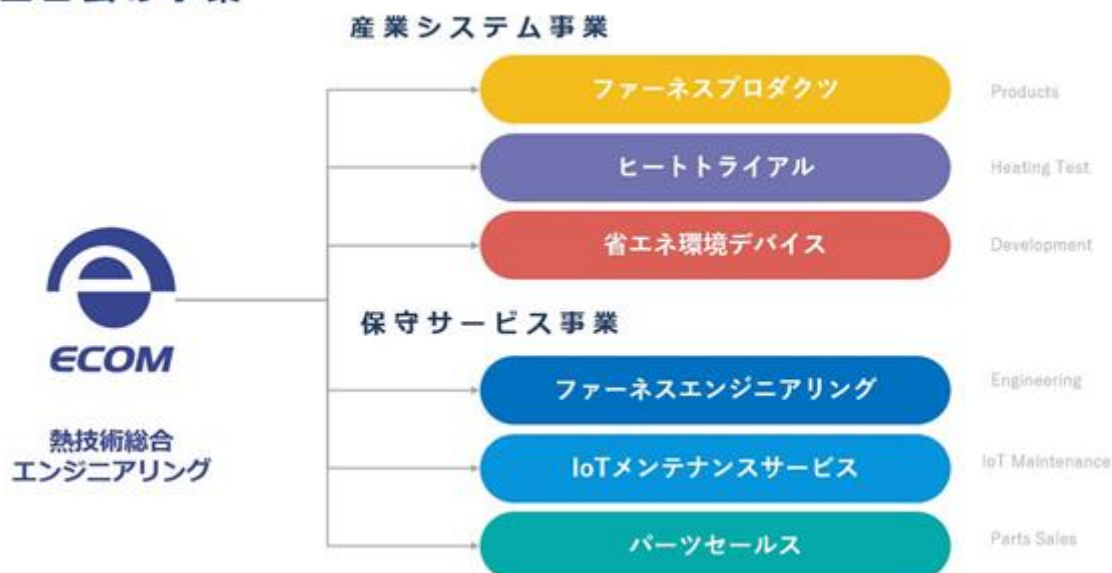 産業システム事業
ファーネスプロダクツ
Products
ヒートトライアル
Heating Test
省エネ環境デバイス
Development
ECOM
熱技術総合
エンジニアリング
保守サービス事業
ファーネスエンジニアリング
Engineering
IoTメンテナンスサービス
IoT Maintenance
パーツセールス
Parts Sales